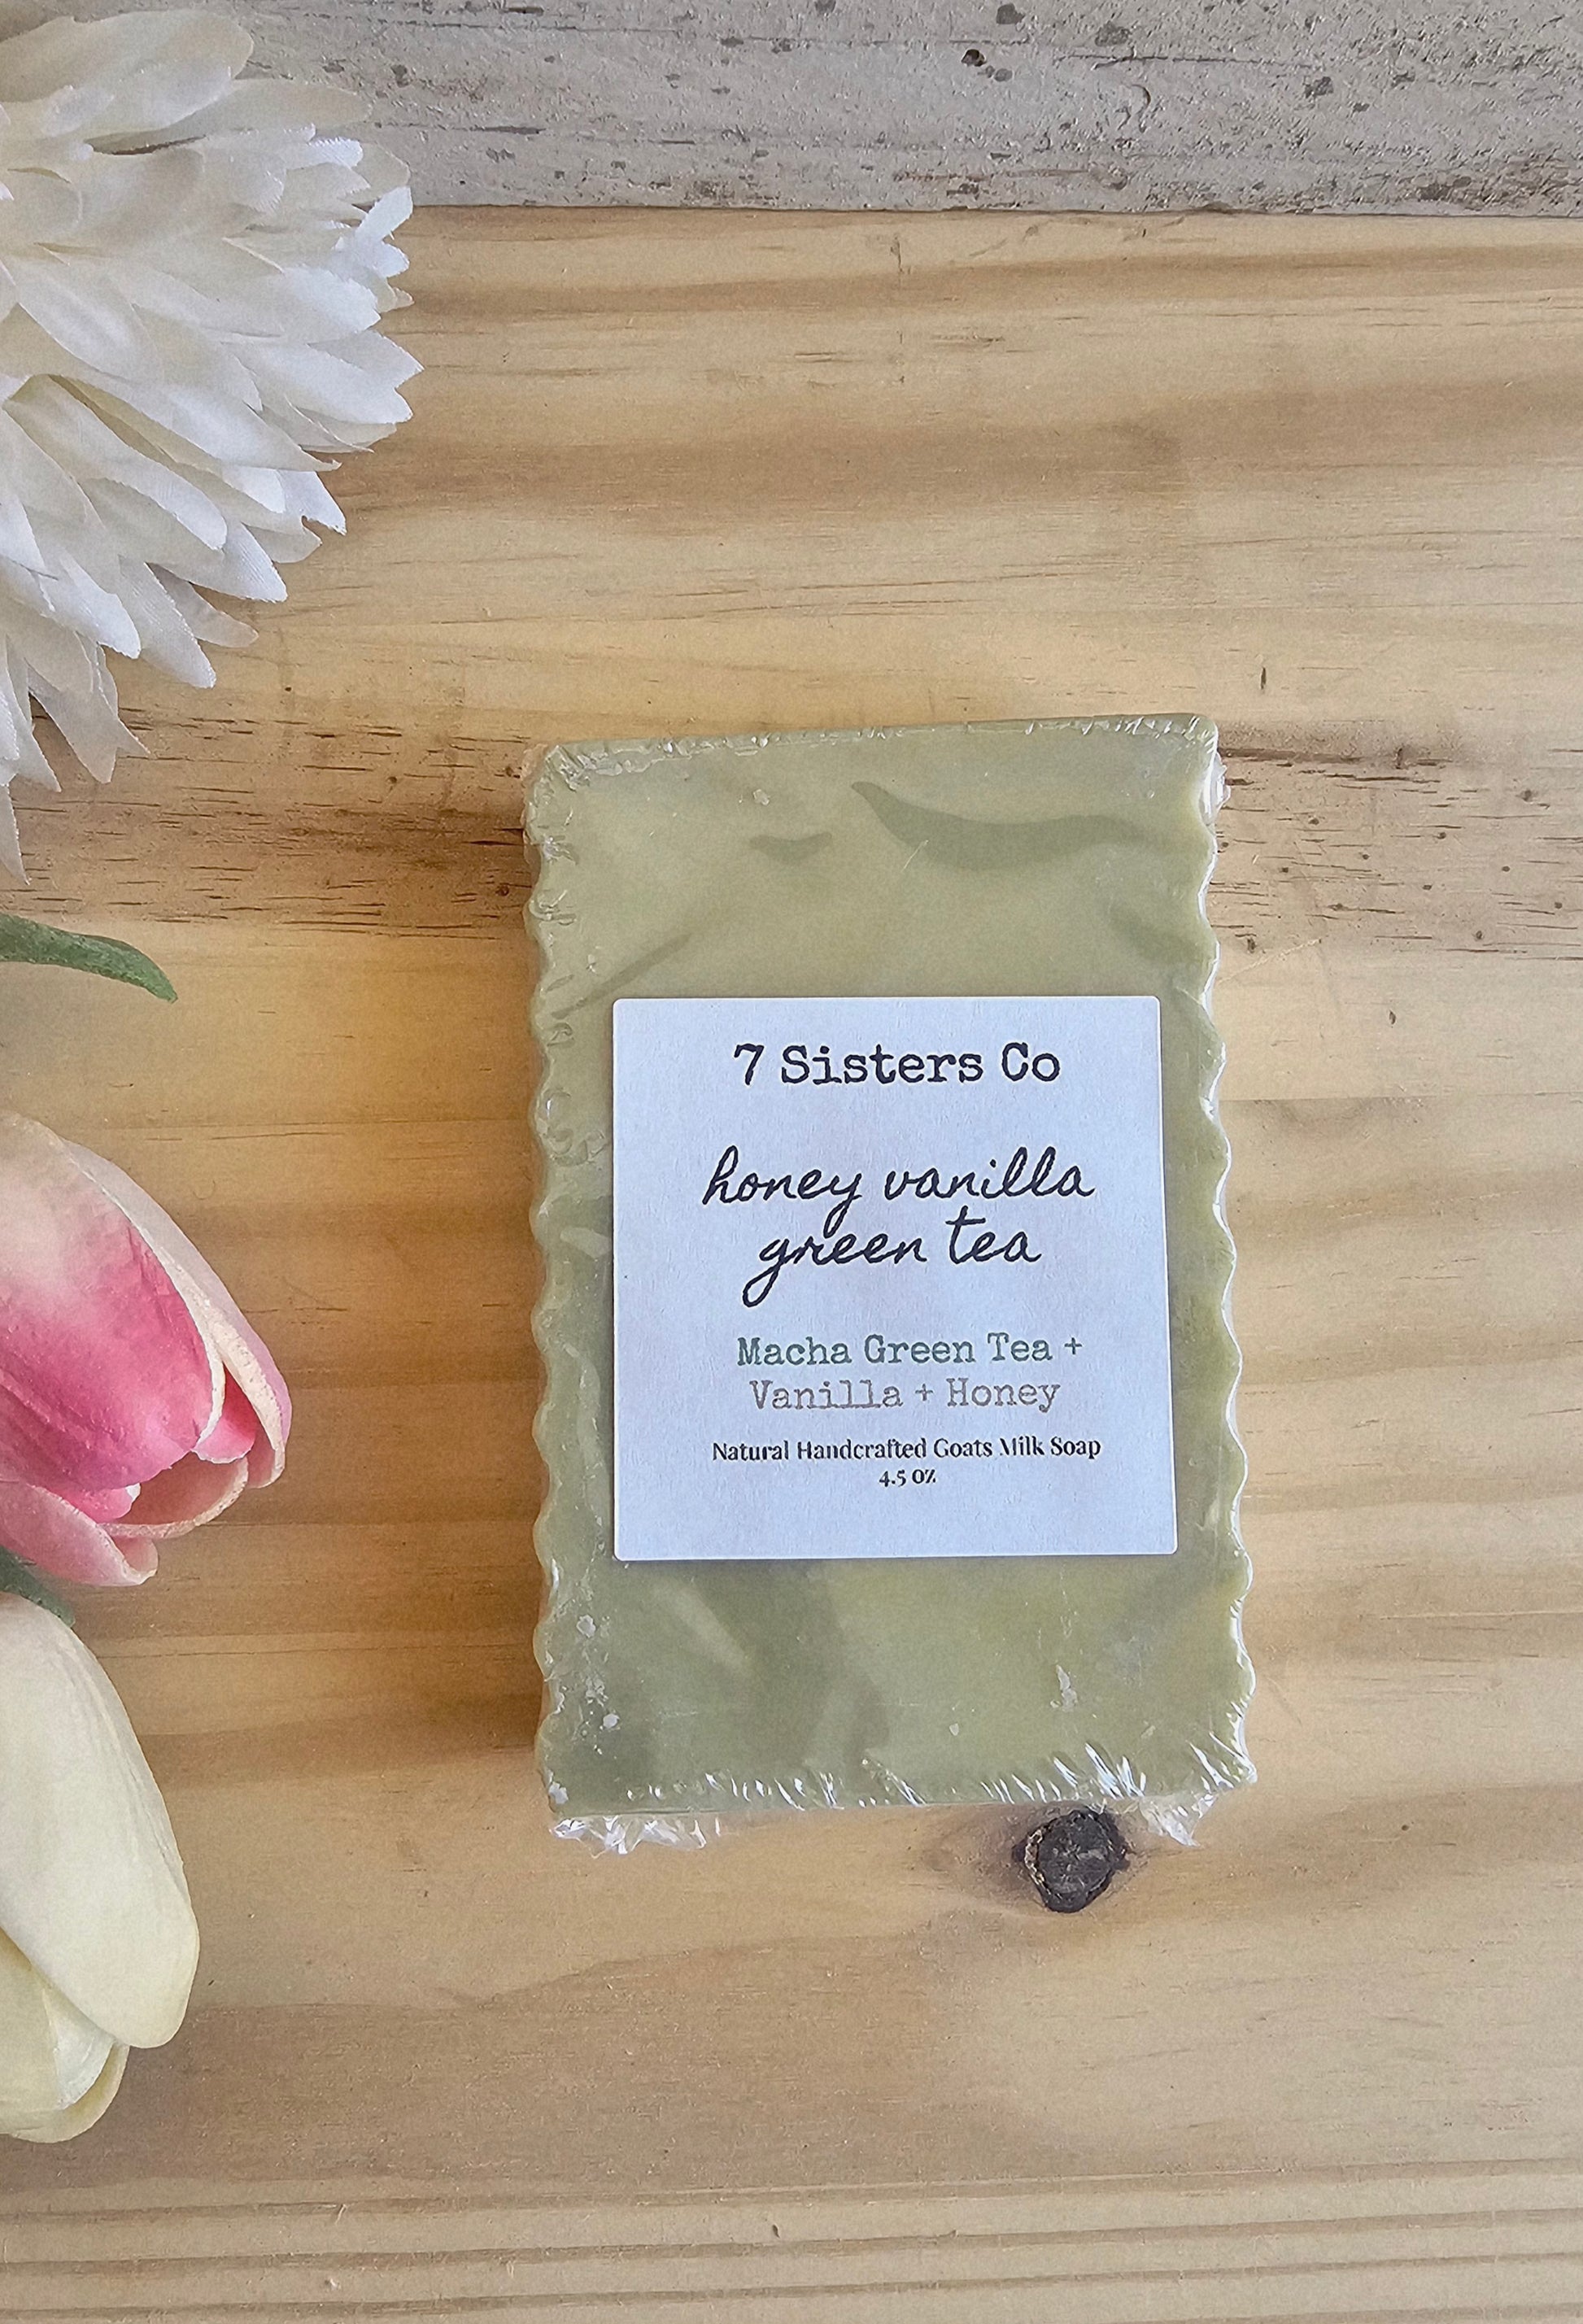 7 Sisters Co
honey vanilla
green tea
Macha Green Tea +
Vanilla + Honey
Natural Handcrafted Goats Milk Soap
4.5 OZ